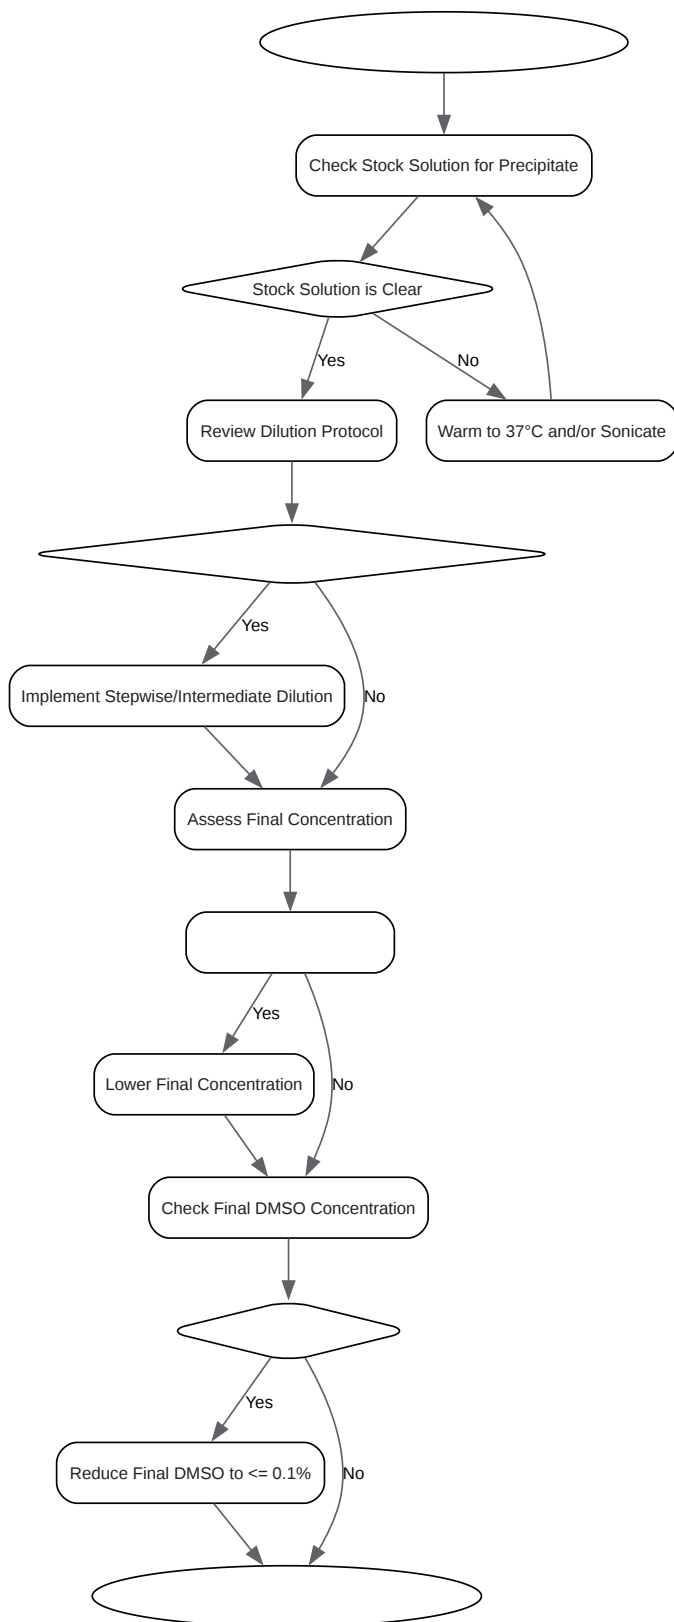 Check Stock Solution for Precipitate
Stock Solution is Clear
Yes
No
Review Dilution Protocol
Warm to 37°C and/or Sonicate
Yes
Implement Stepwise/Intermediate Dilution
No
Assess Final Concentration
Yes
Lower Final Concentration
No
Check Final DMSO Concentration
Yes
Reduce Final DMSO to <= 0.1%
No